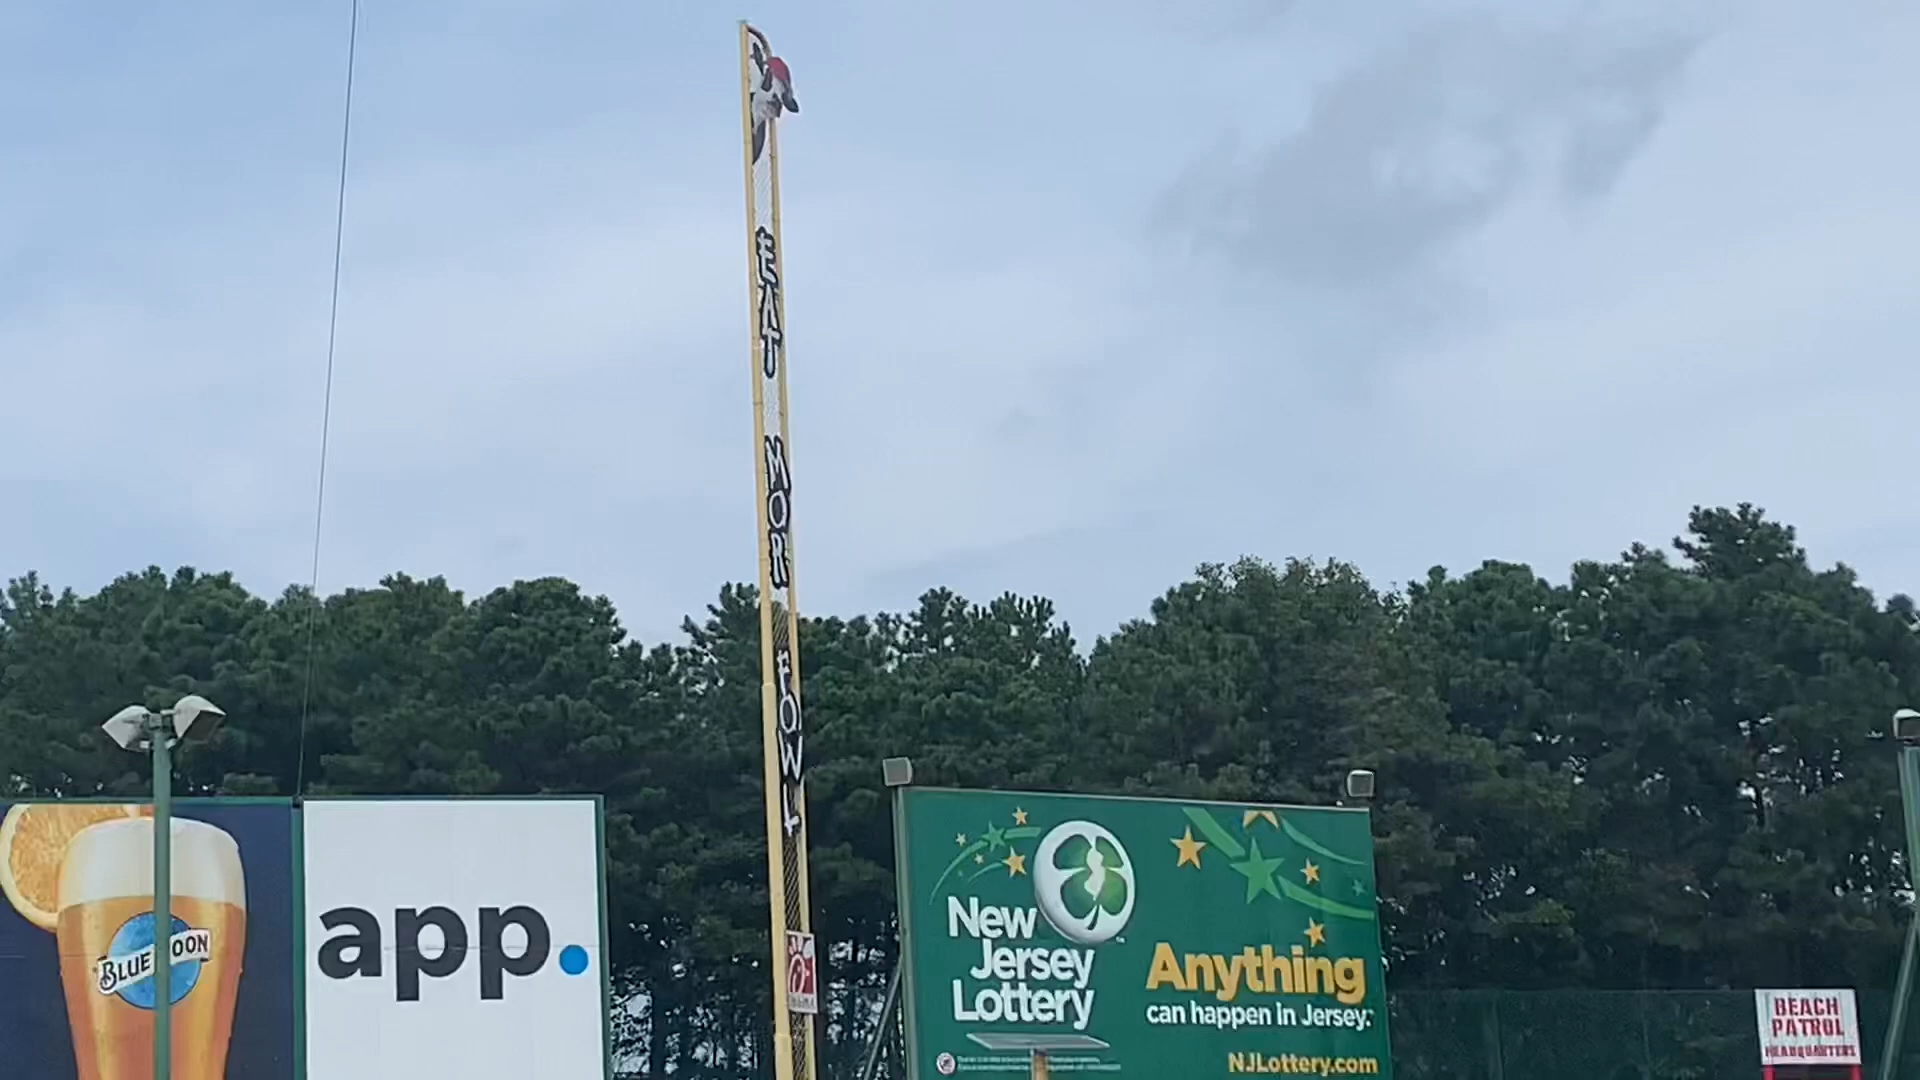 EAT
MOR
FOWL
BLUE MOON
app.
New
Jersey
Lottery
Anything
can happen in Jersey.
NJLottery.com
BEACH
PATROL
HEADQUARTERS